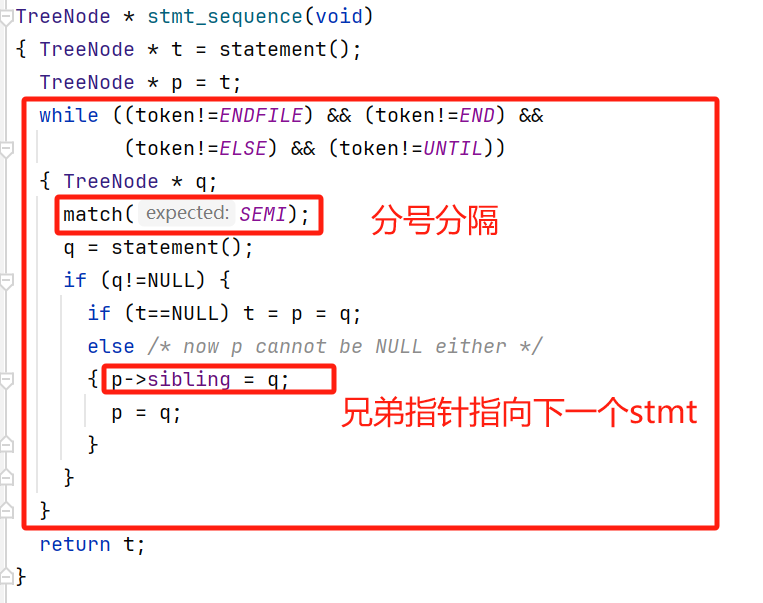 TreeNode * stmt_sequence(void)
{ TreeNode * t = statement();
TreeNode * p = t;
while ((token!=ENDFILE) && (token!=END) &&
(token!=ELSE) && (token!=UNTIL))
{ TreeNode * q;
match( expected: SEMI); 分号分隔
q = statement();
if (q!=NULL) {
if (t==NULL) t = p = q;
else /* now p cannot be NULL either */
{ p->sibling = q;
兄弟指针指向下一个stmt
p = q;
}
}
}
return t;
}